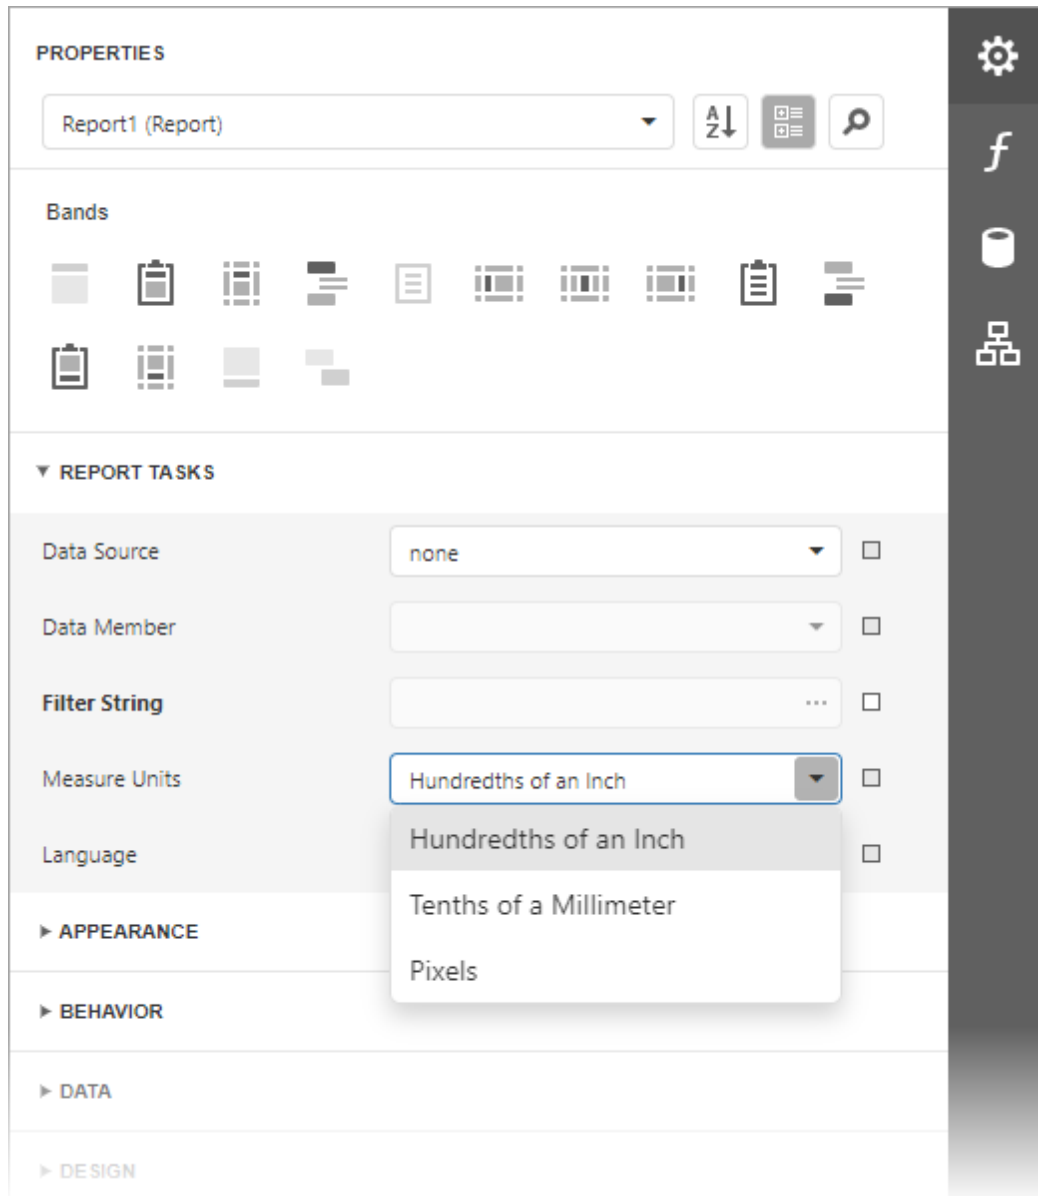 PROPERTIES
Report1 (Report)
A
Z
f
Bands
REPORT TASKS
Data Source
none
Data Member
Filter String
...
Measure Units
Hundredths of an Inch
Hundredths of an Inch
Language
Tenths of a Millimeter
APPEARANCE
Pixels
BEHAVIOR
DATA
DESIGN